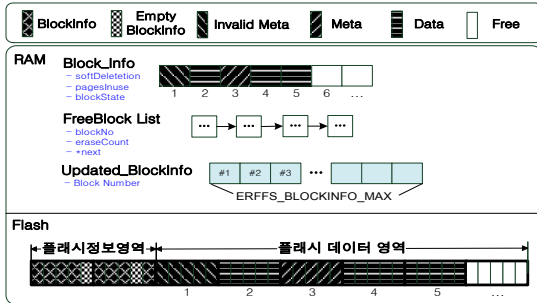 BlockInfo Empty BlockInfo Invalid Meta Meta Data Free
RAM
Block_Info
- softDeletion
- pagesInuse
- blockState
1 2 3 4 5 6 ...
FreeBlock List
- blockNo
- eraseCount
- *next
... ... ... ...
Updated_BlockInfo
- Block Number
#1 #2 #3 •••
ERFFS_BLOCKINFO_MAX
Flash
플래시정보영역 플래시 데이터 영역
1 2 3 4 5 ...